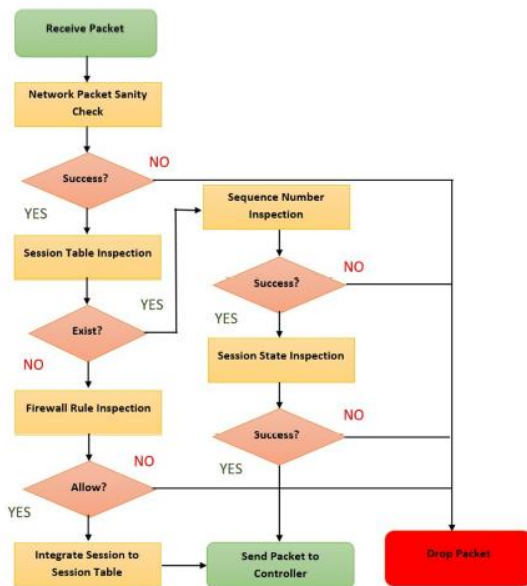 Receive Packet
Network Packet Sanity
Check
Success?
NO
YES
Session Table Inspection
Exist?
YES
NO
Firewall Rule Inspection
Allow?
NO
YES
Integrate Session to
Session Table
Sequence Number
Inspection
Success?
NO
YES
Session State Inspection
Success?
NO
YES
Send Packet to
Controller
Drop Packet